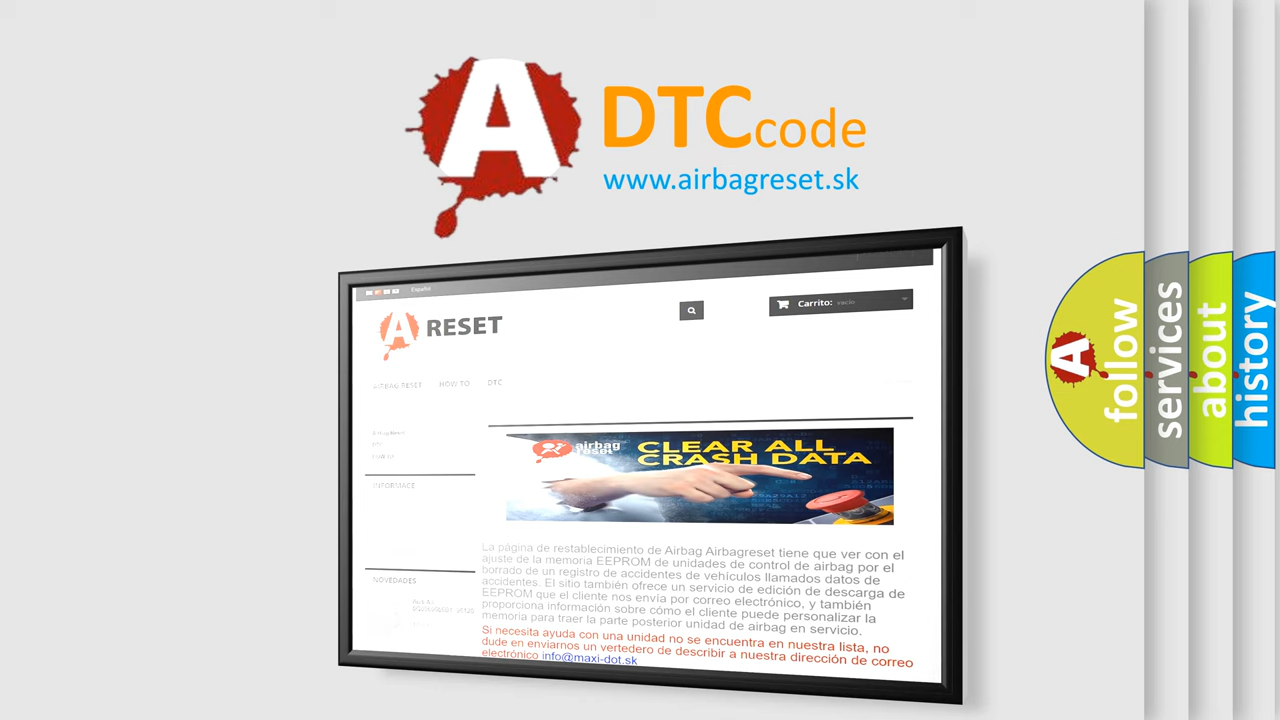 A DTC code
www.airbagreset.sk
Español
A RESET
Carrito: vacío
AIRBAG RESET HOW TO DTC
INFORMACE
airbag
reset
CLEAR ALL
CRASH DATA
La página de restablecimiento de Airbag Airbagreset tiene que ver con el
ajuste de la memoria EEPROM de unidades de control de airbag por el
borrado de un registro de accidentes de vehículos llamados datos de
accidentes. El sitio también ofrece un servicio de edición de descarga de
EEPROM que el cliente nos envía por correo electrónico, y también
proporciona información sobre cómo el cliente puede personalizar la
memoria para traer la parte posterior unidad de airbag en servicio.
Si necesita ayuda con una unidad no se encuentra en nuestra lista, no
dude en enviarnos un vertedero de describir a nuestra dirección de correo
electrónico info@maxi-dot.sk
NOVEDADES
A
follow
services
about
history